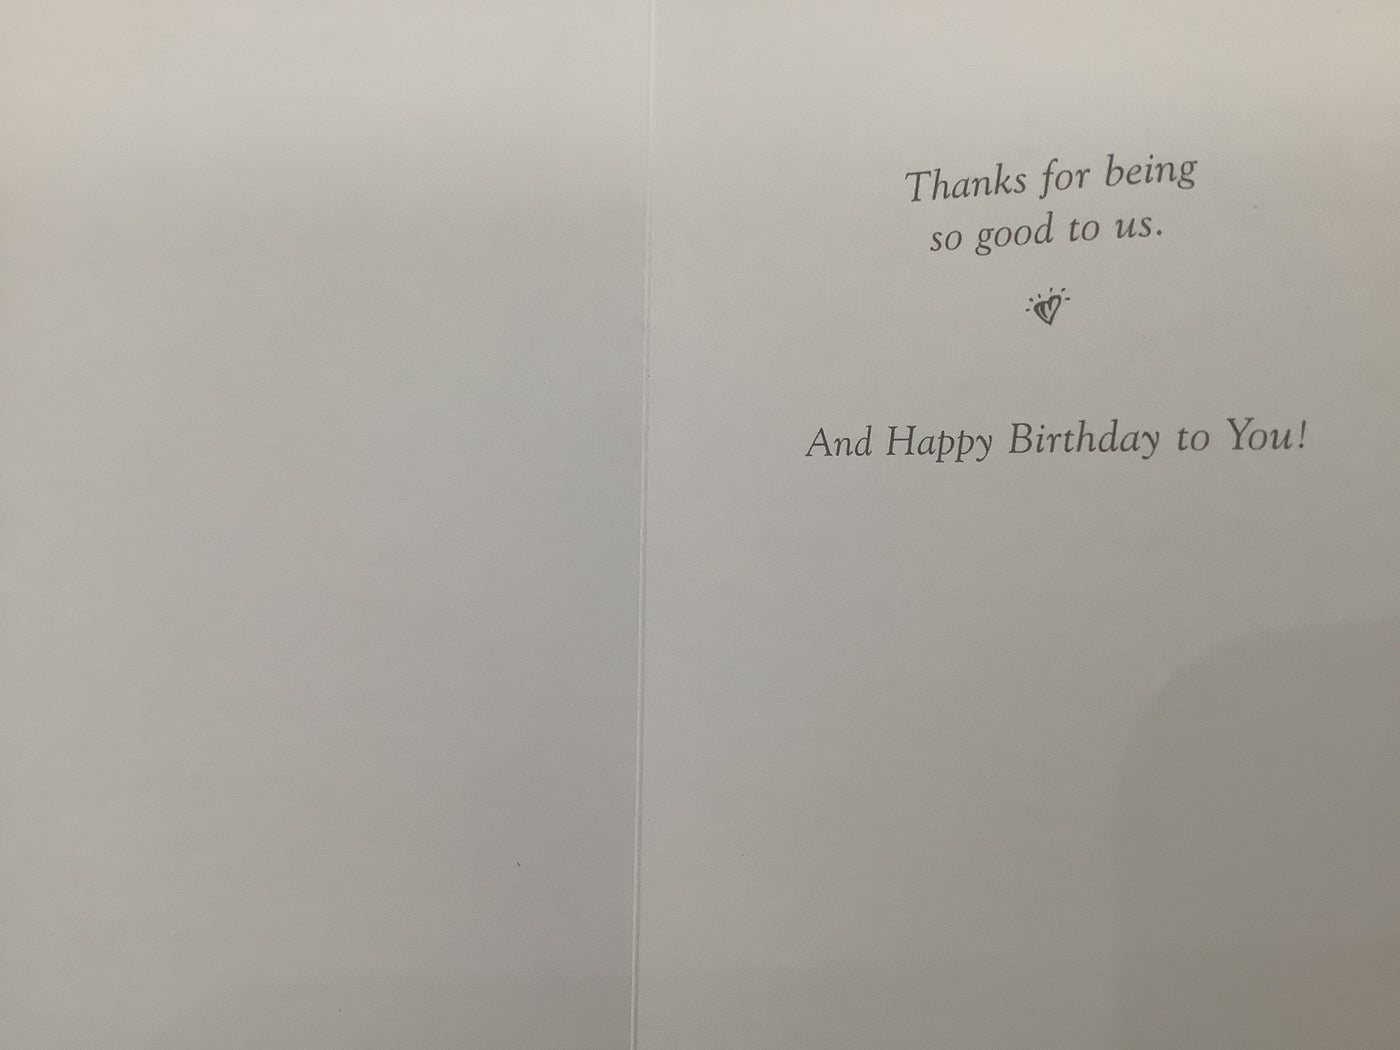 Thanks for being
so good to us.
And Happy Birthday to You!